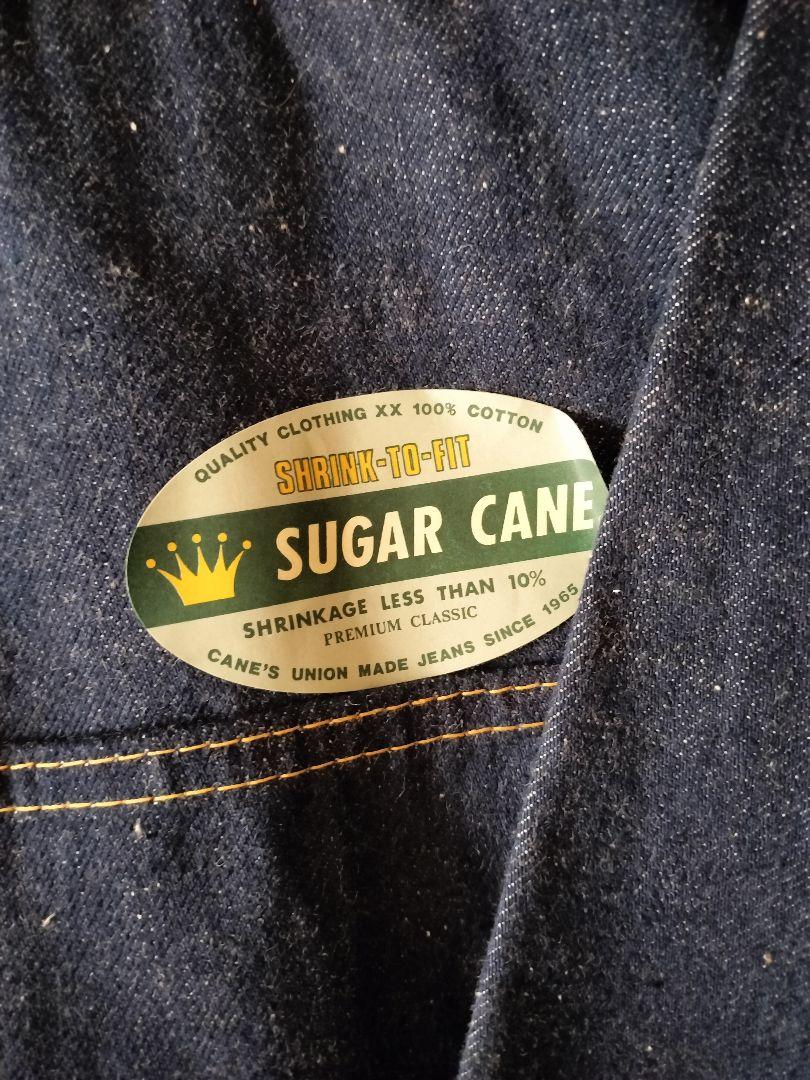 QUALITY CLOTHING XX 100% COTTON
SHRINK-TO-FIT
SUGAR CANE
SHRINKAGE LESS THAN 10%
PREMIUM CLASSIC
CANE'S UNION MADE JEANS SINCE 1965